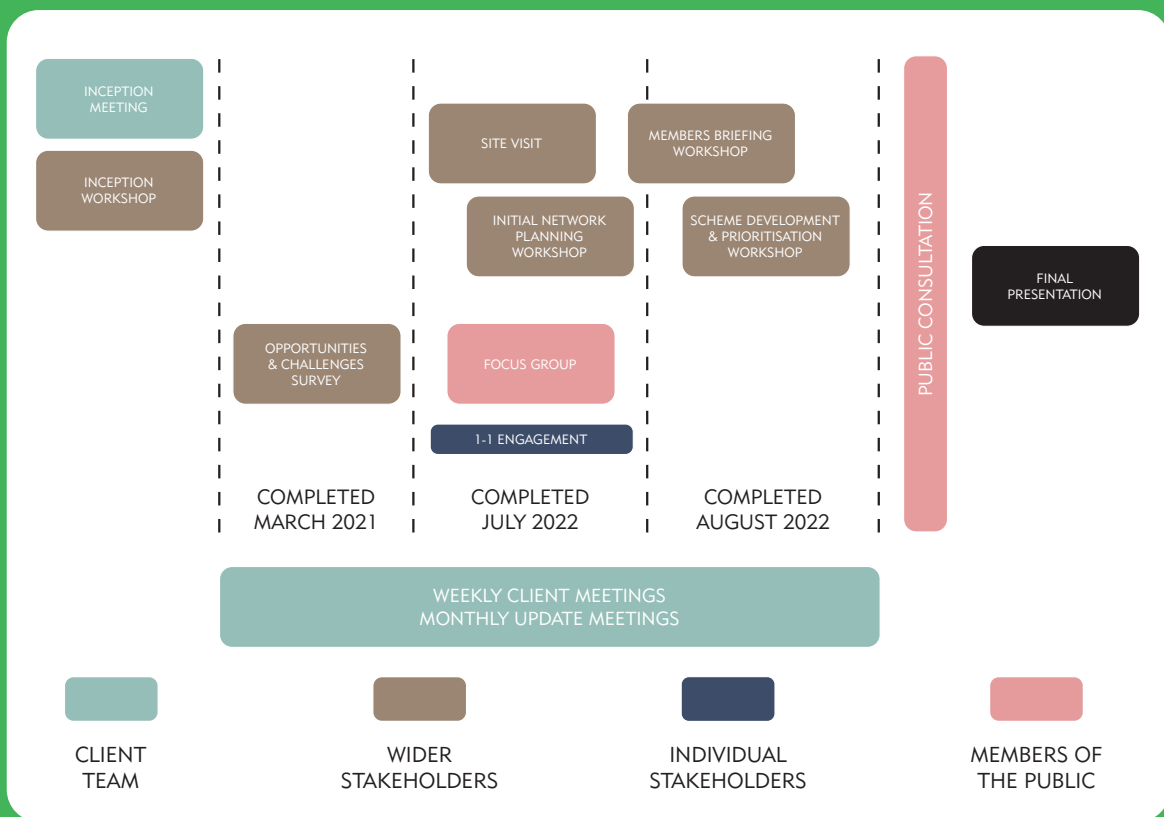 INCEPTION
MEETING
INCEPTION
WORKSHOP
OPPORTUNITIES
& CHALLENGES
SURVEY
COMPLETED
MARCH 2021
SITE VISIT
INITIAL NETWORK
PLANNING
WORKSHOP
FOCUS GROUP
1-1 ENGAGEMENT
COMPLETED
JULY 2022
MEMBERS BRIEFING
WORKSHOP
SCHEME DEVELOPMENT
& PRIORITISATION
WORKSHOP
COMPLETED
AUGUST 2022
PUBLIC CONSULTATION
FINAL
PRESENTATION
WEEKLY CLIENT MEETINGS
MONTHLY UPDATE MEETINGS
CLIENT
TEAM
WIDER
STAKEHOLDERS
INDIVIDUAL
STAKEHOLDERS
MEMBERS OF
THE PUBLIC